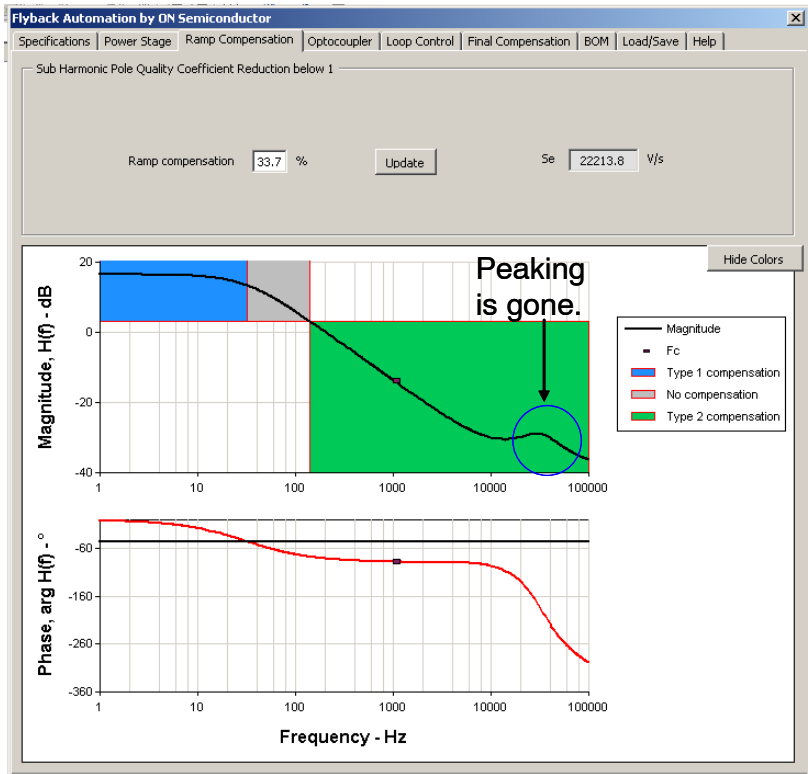 Flyback Automation by ON Semiconductor
Specifications Power Stage Ramp Compensation Optocoupler Loop Control Final Compensation BOM Load/Save Help
Sub Harmonic Pole Quality Coefficient Reduction below 1
Ramp compensation 33.7 % Update Se 22213.8 V/s
Hide Colors
Peaking
is gone.
Magnitude, H(f) - dB
20
0
-20
-40
1 10 100 1000 10000 100000
Magnitude
Fc
Type 1 compensation
No compensation
Type 2 compensation
Phase, arg H(f) - °
-60
-160
-260
-360
1 10 100 1000 10000 100000
Frequency - Hz